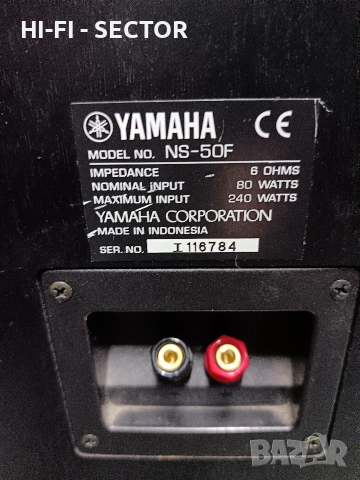 HI-FI - SECTOR
YAMAHA CE
MODEL NO. NS-50F
IMPEDANCE 6 OHMS
NOMINAL INPUT 80 WATTS
MAXIMUM INPUT 240 WATTS
YAMAHA CORPORATION
MADE IN INDONESIA
SER. NO. I 116784
BAZAR